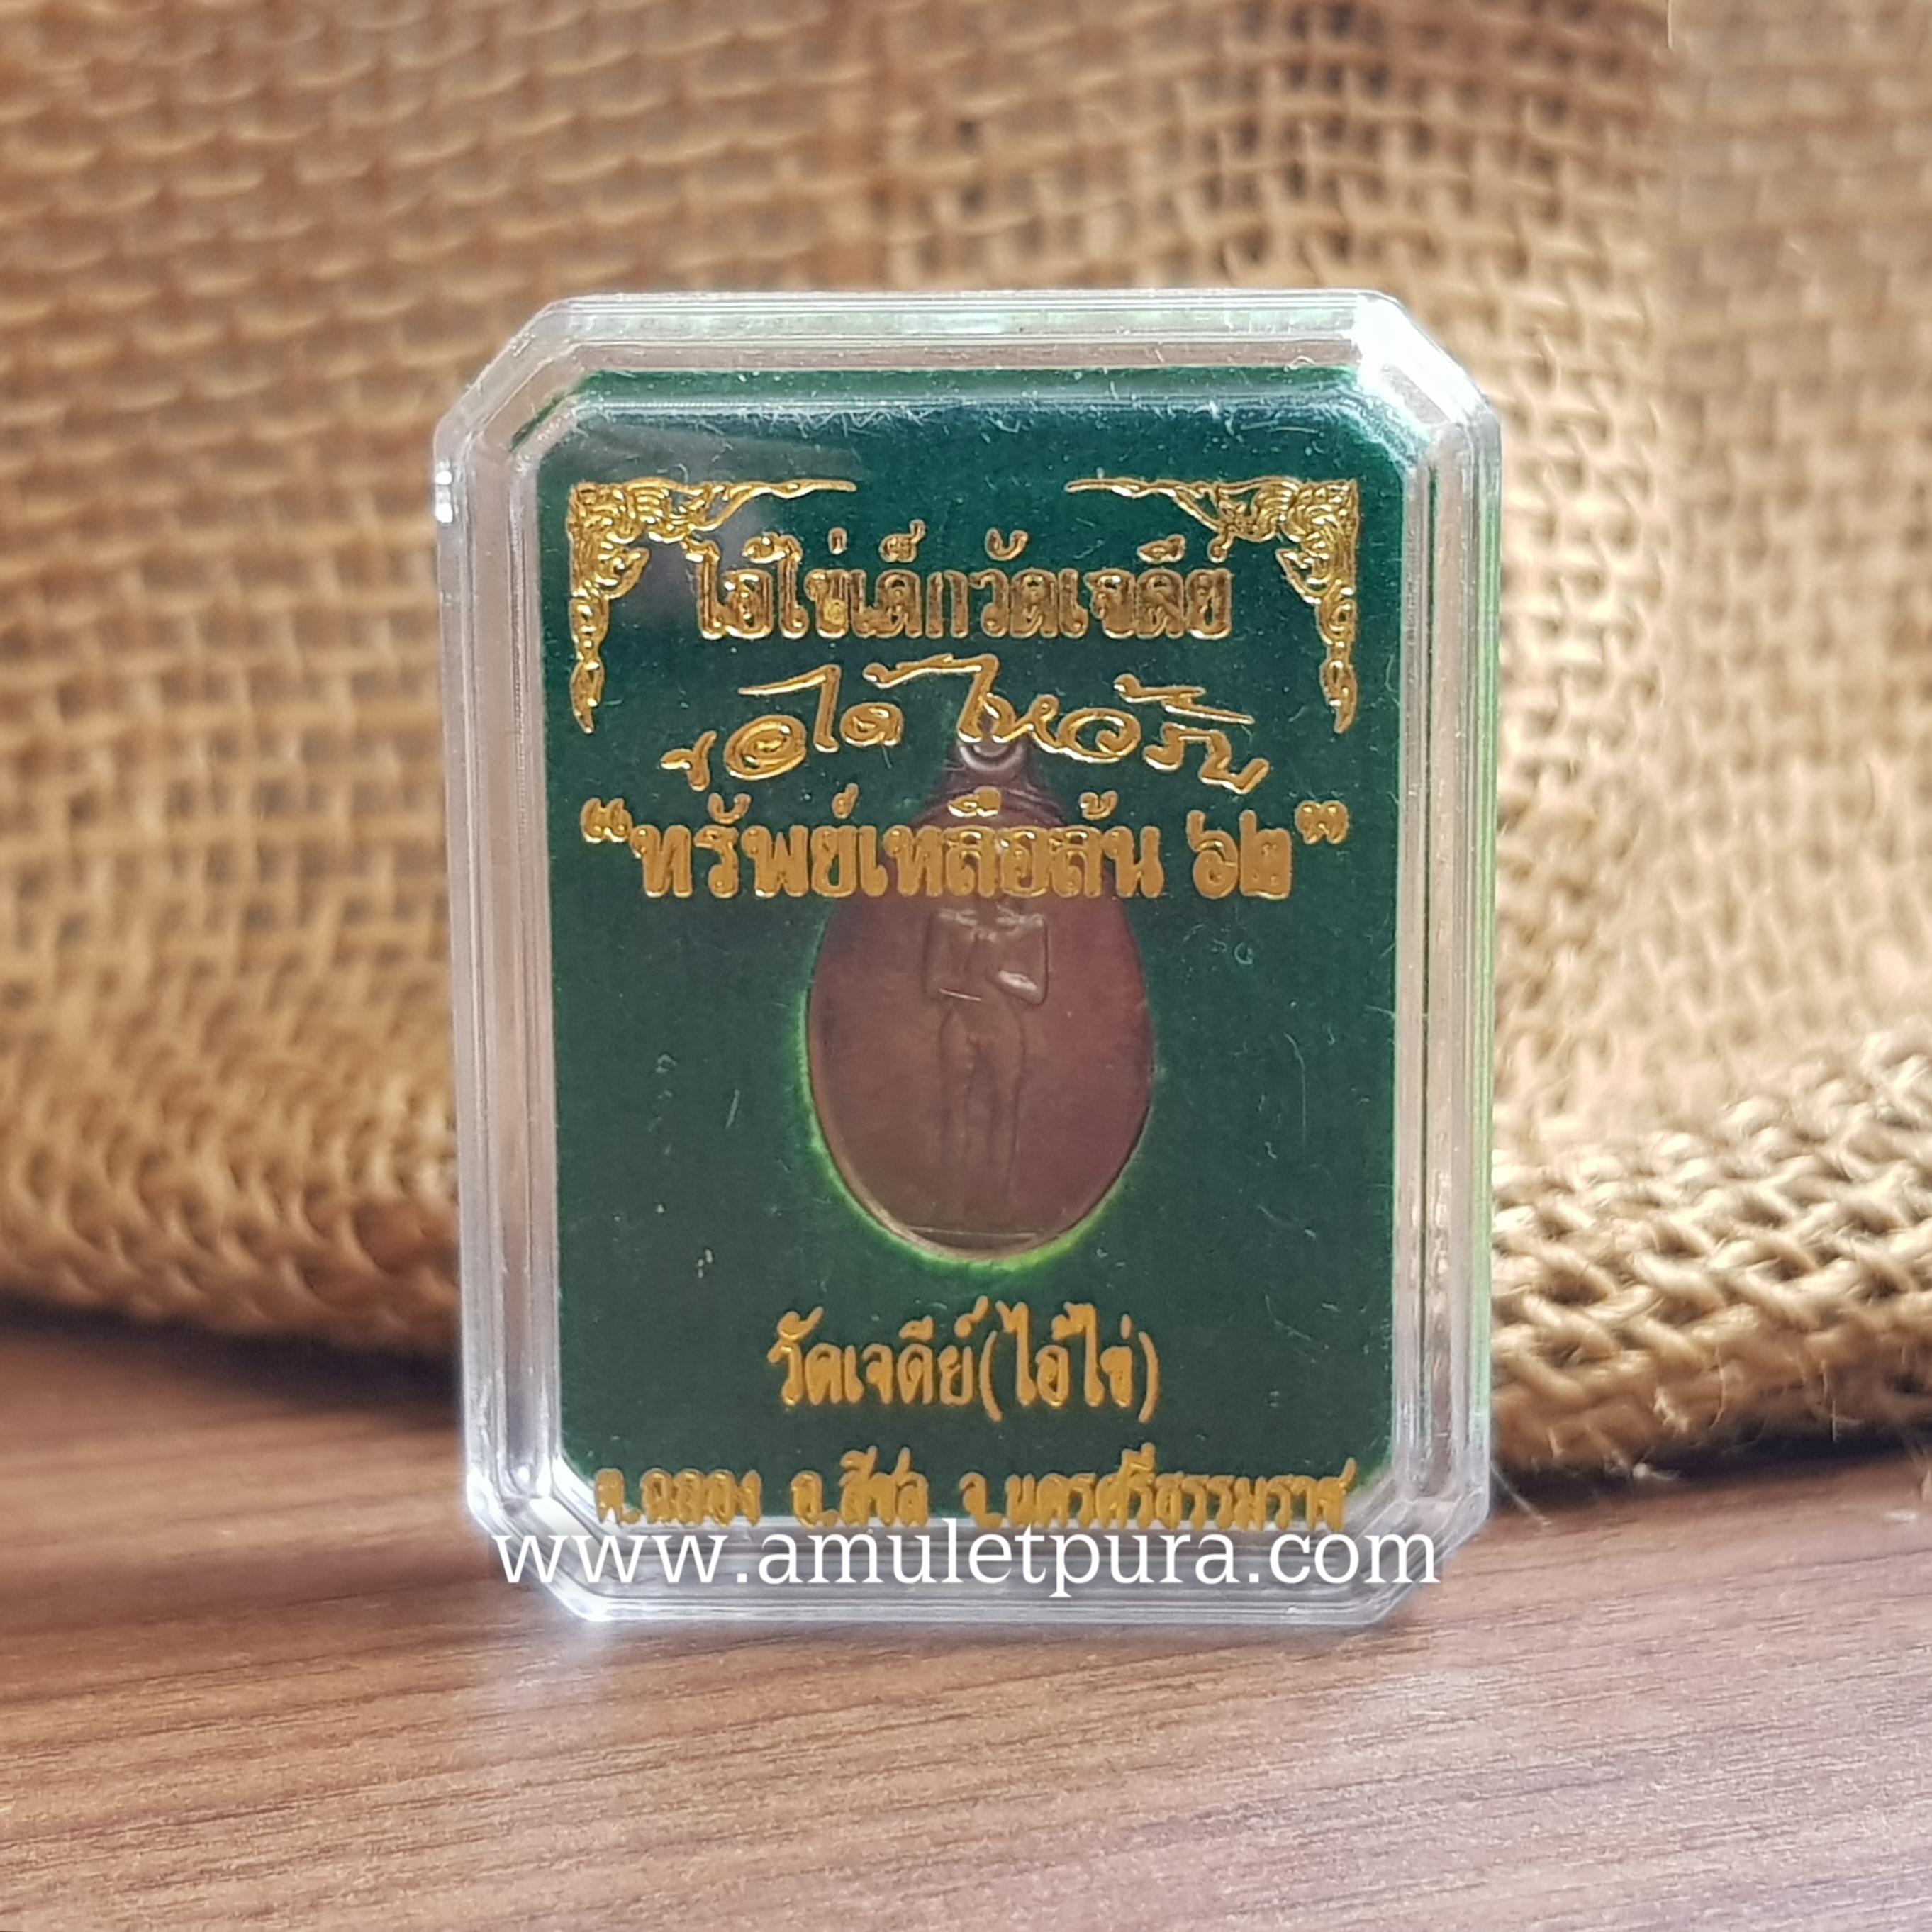 ไอ้ไข่เด็กวัดเจดีย์
ขอได้ ไหว้รับ
“ทรัพย์เหลือล้น ๖๒”
วัดเจดีย์(ไอ้ไข่)
ต.ฉลอง อ.สิชล จ.นครศรีธรรมราช
www.amuletpura.com